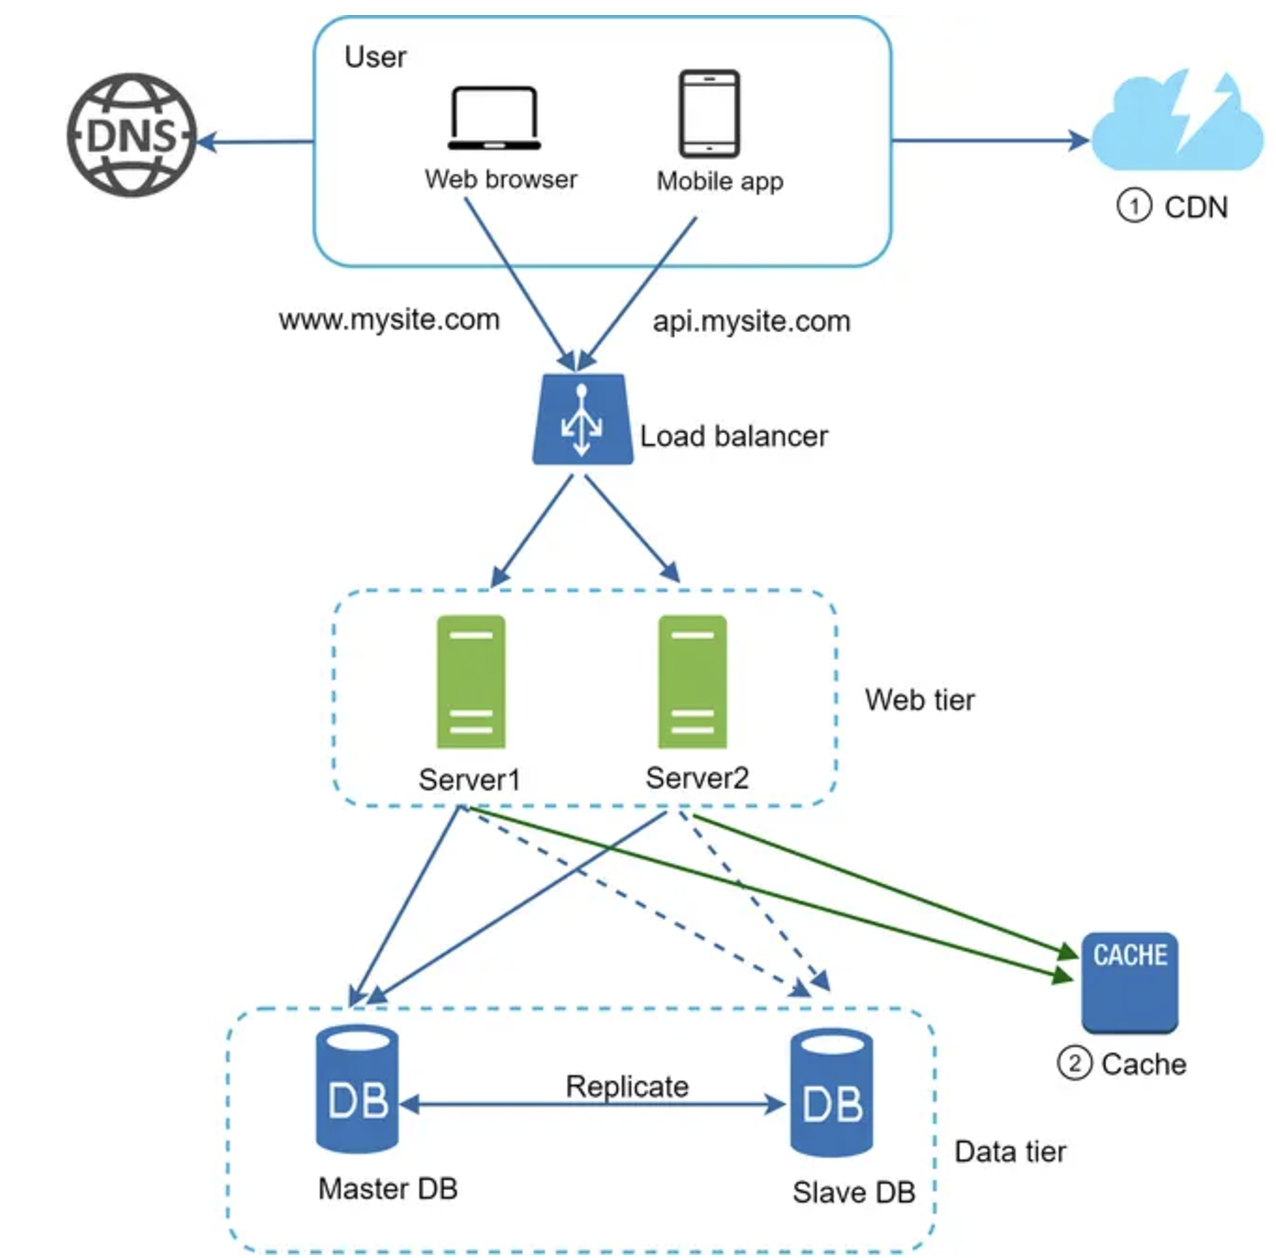 User
DNS
Web browser
Mobile app
1 CDN
www.mysite.com
api.mysite.com
Load balancer
Web tier
Server1
Server2
CACHE
2 Cache
DB
Replicate
DB
Data tier
Master DB
Slave DB